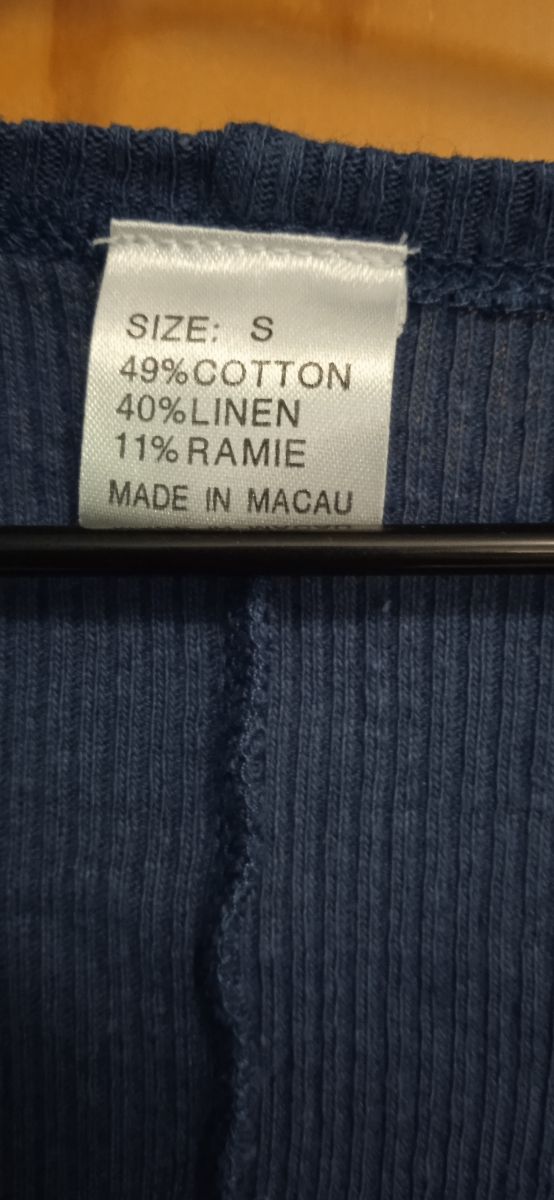 SIZE: S
49%COTTON
40%LINEN
11%RAMIE
MADE IN MACAU